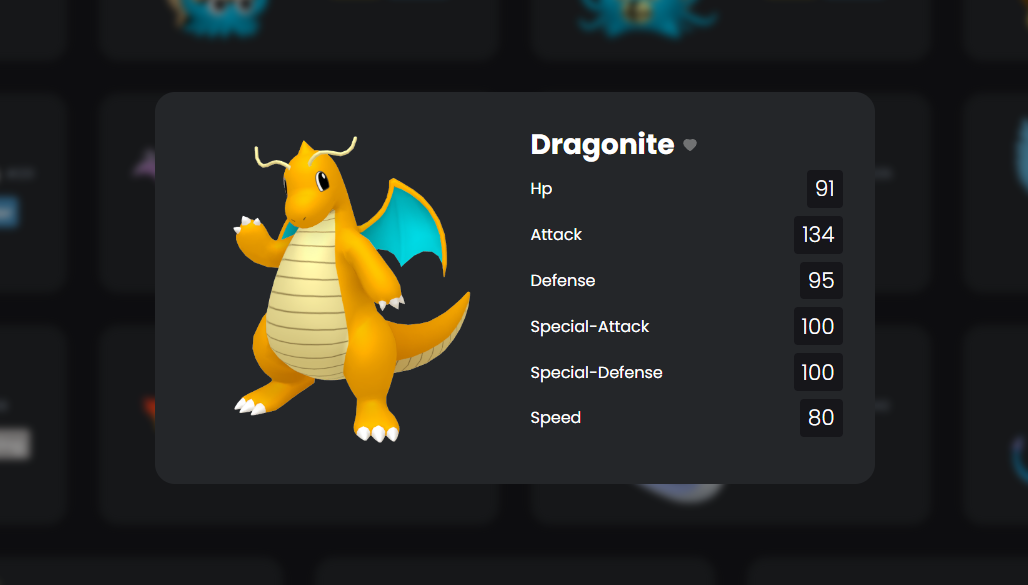 Dragonite
Hp 91
Attack 134
Defense 95
Special-Attack 100
Special-Defense 100
Speed 80